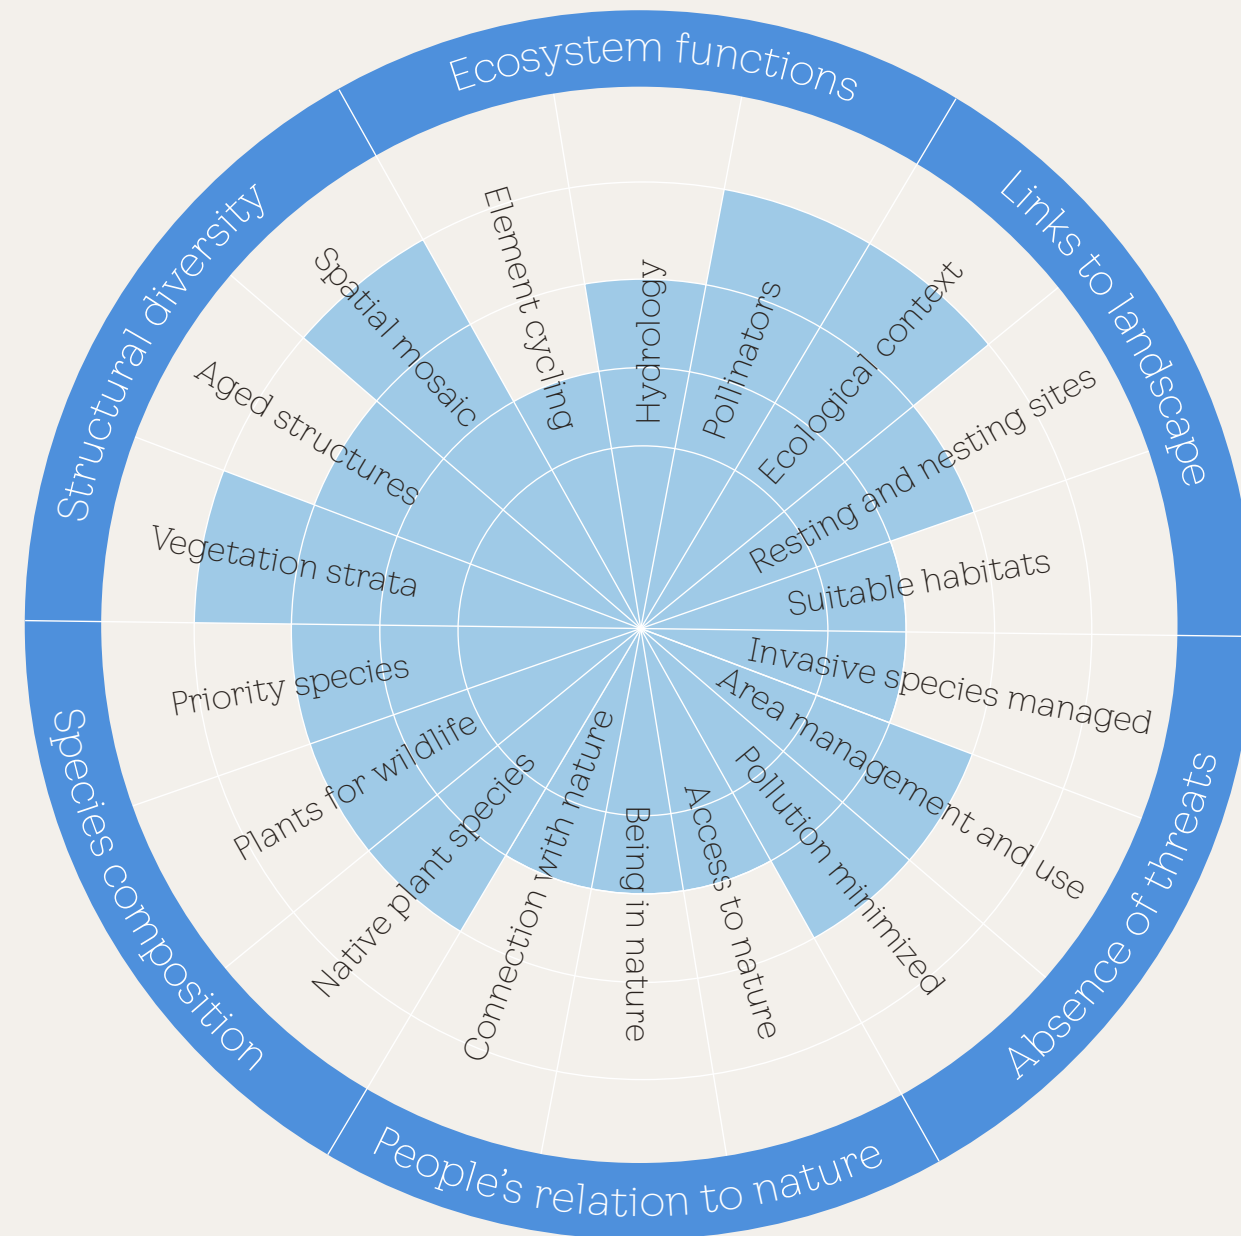 Ecosystem functions
Links to landscape
Absence of threats
People’s relation to nature
Species composition
Structural diversity
Element cycling
Hydrology
Pollinators
Ecological context
Resting and nesting sites
Suitable habitats
Invasive species managed
Area management and use
Pollution minimized
Access to nature
Being in nature
Connection with nature
Native plant species
Plants for wildlife
Priority species
Vegetation strata
Aged structures
Spatial mosaic